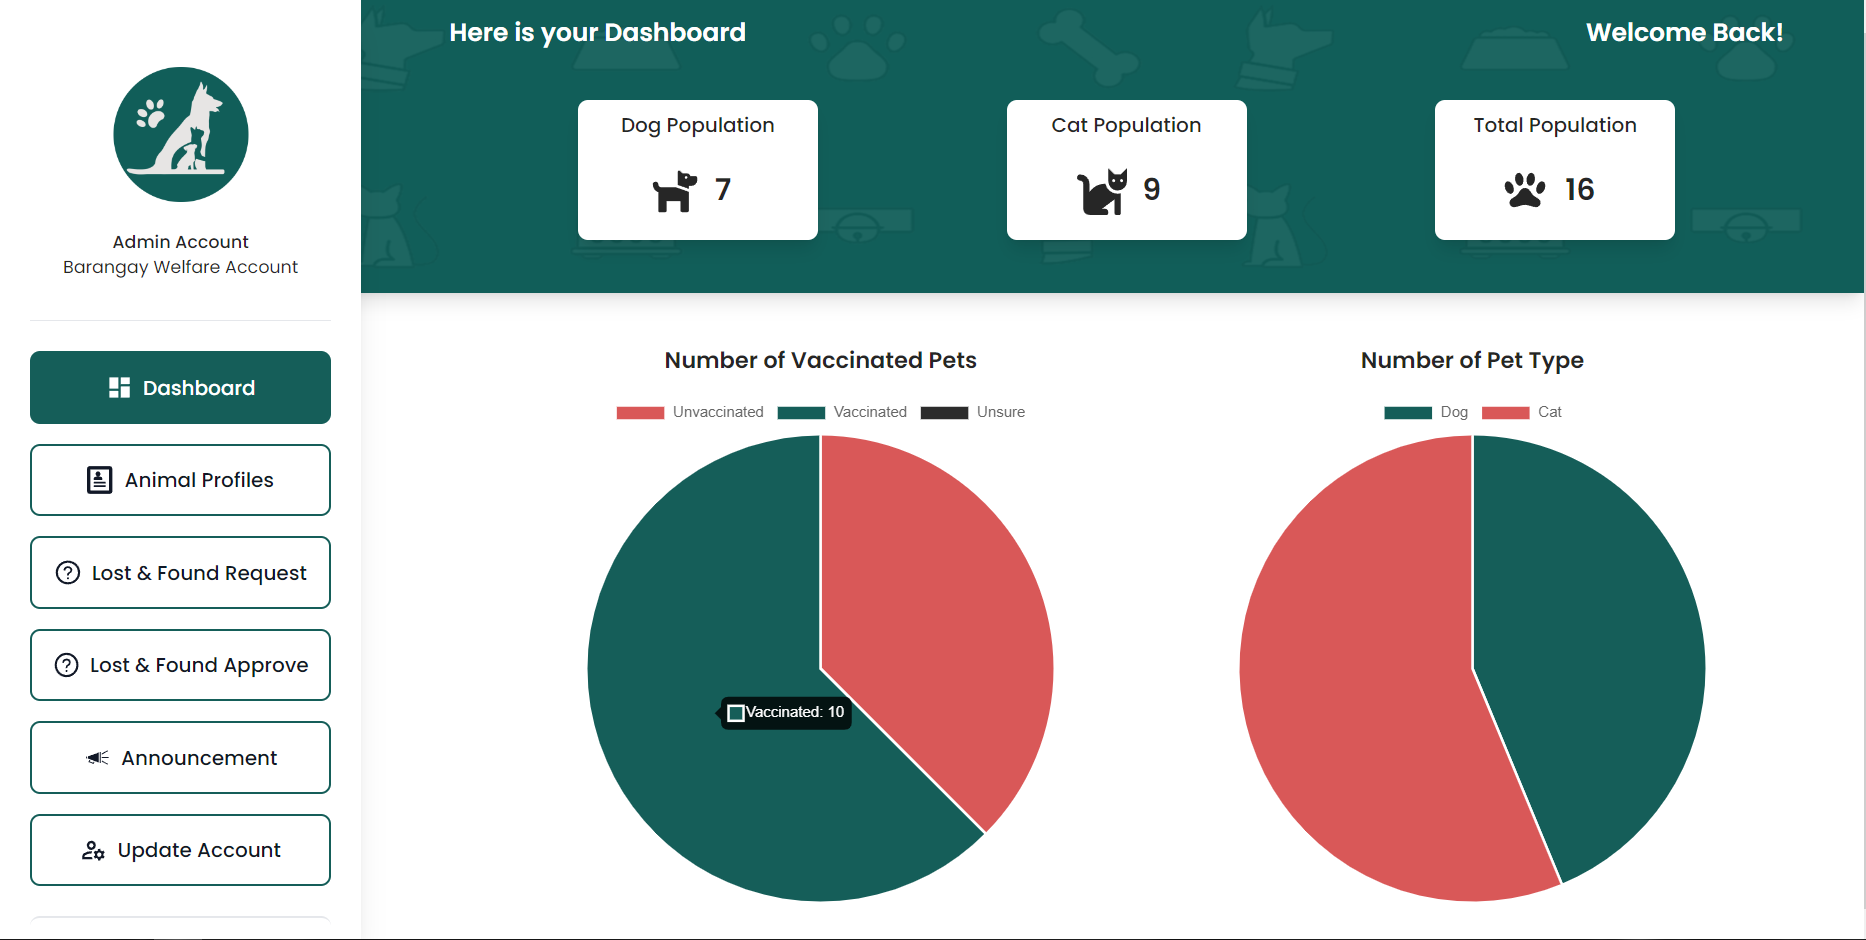 Admin Account
Barangay Welfare Account
Dashboard
Animal Profiles
Lost & Found Request
Lost & Found Approve
Announcement
Update Account
Here is your Dashboard
Welcome Back!
Dog Population
7
Cat Population
9
Total Population
16
Number of Vaccinated Pets
Unvaccinated Vaccinated Unsure
Vaccinated: 10
Number of Pet Type
Dog Cat